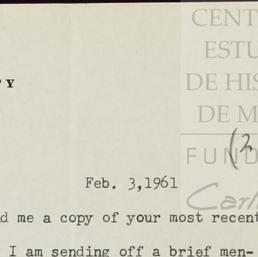 CENT
ESTU
DE HIS
DE M
TY
(2
FUND
Carl
Feb. 3,1961
d me a copy of your most recent
I am sending off a brief men-